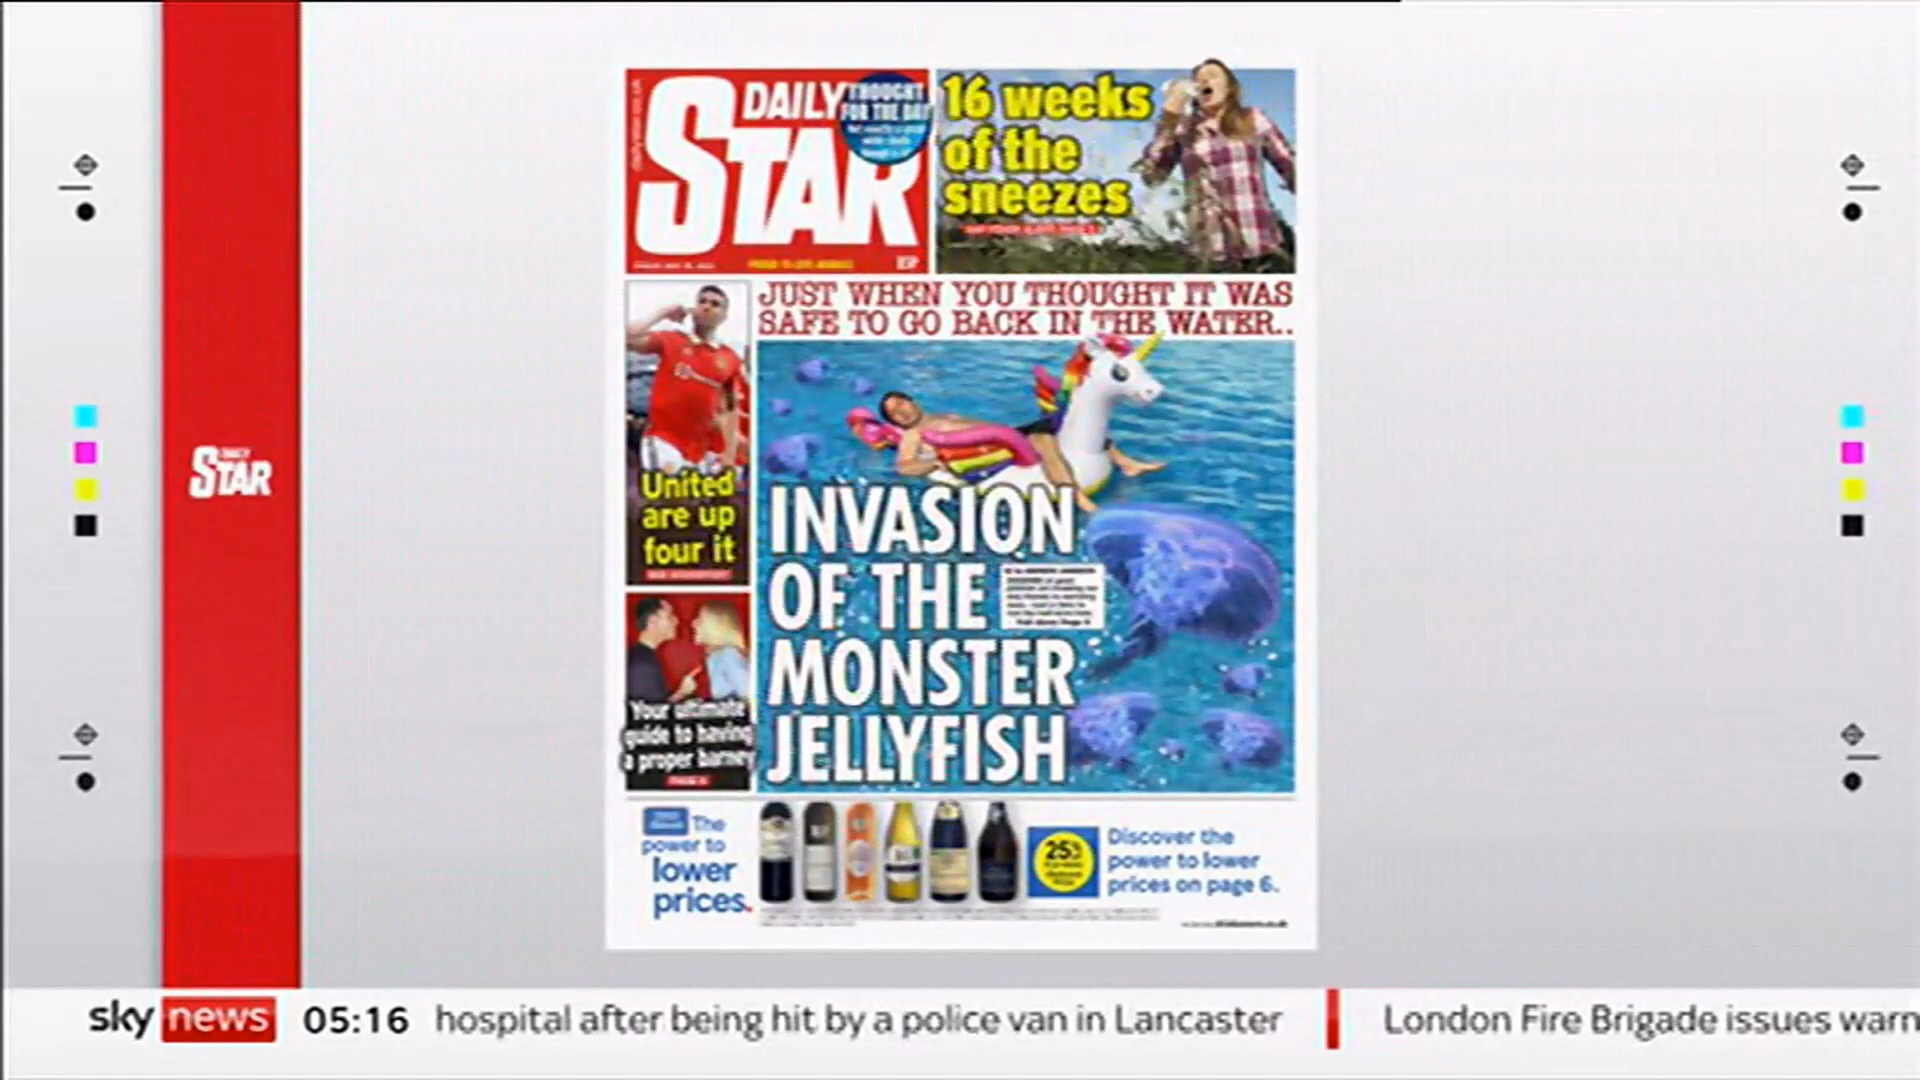 DAILY
STAR
THOUGHT
FOR THE DAY
16 weeks
of the
sneezes
JUST WHEN YOU THOUGHT IT WAS
SAFE TO GO BACK IN THE WATER..
United
are up
four it
INVASION
OF THE
MONSTER
JELLYFISH
Your ultimate
guide to having
a proper barney
The
power to
lower
prices.
25%
Discover the
power to lower
prices on page 6.
DAILY
STAR
sky news 05:16 hospital after being hit by a police van in Lancaster London Fire Brigade issues warn